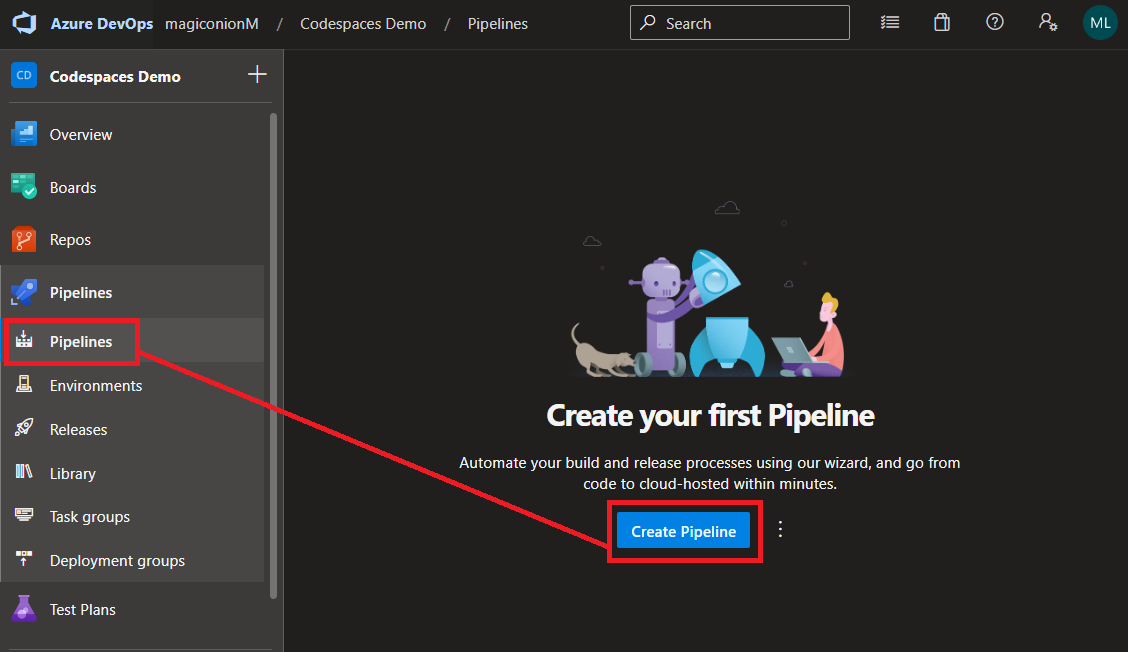 Azure DevOps magiconionM / Codespaces Demo / Pipelines Search ML
CD Codespaces Demo
Overview
Boards
Repos
Pipelines
Pipelines
Environments
Releases
Library
Task groups
Deployment groups
Test Plans
Create your first Pipeline
Automate your build and release processes using our wizard, and go from
code to cloud-hosted within minutes.
Create Pipeline